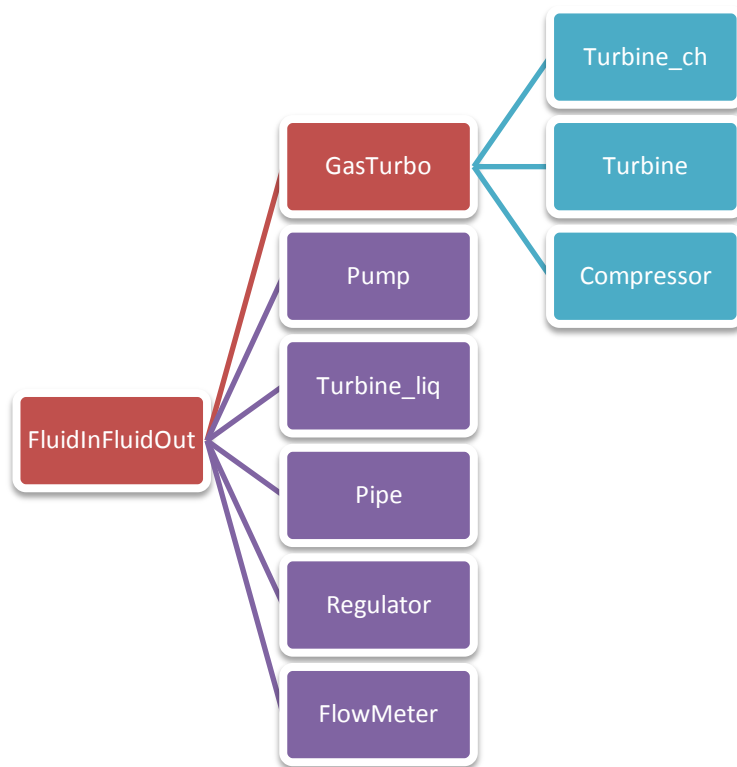 Turbine_ch
GasTurbo
Turbine
Pump
Compressor
Turbine_liq
FluidInFluidOut
Pipe
Regulator
FlowMeter